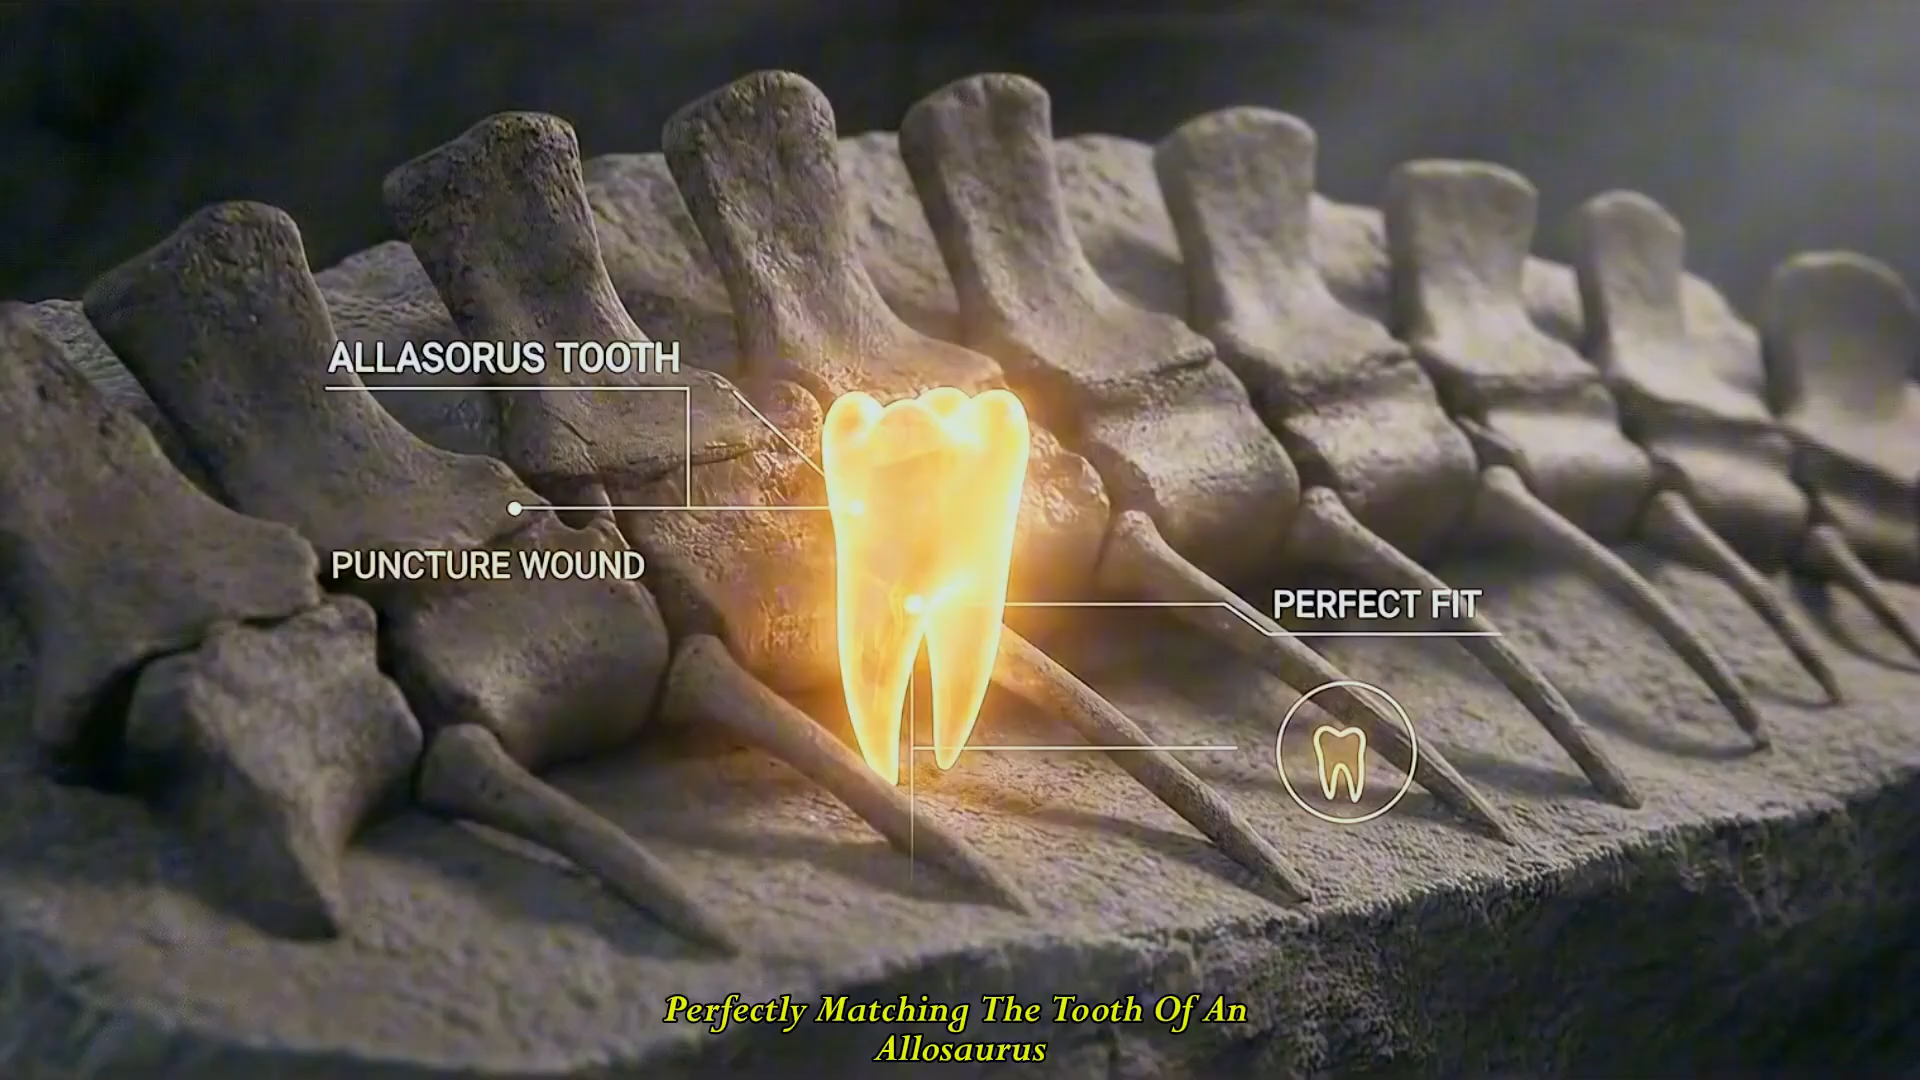 ALLASORUS TOOTH
PUNCTURE WOUND
PERFECT FIT
Perfectly Matching The Tooth Of An
Allosaurus